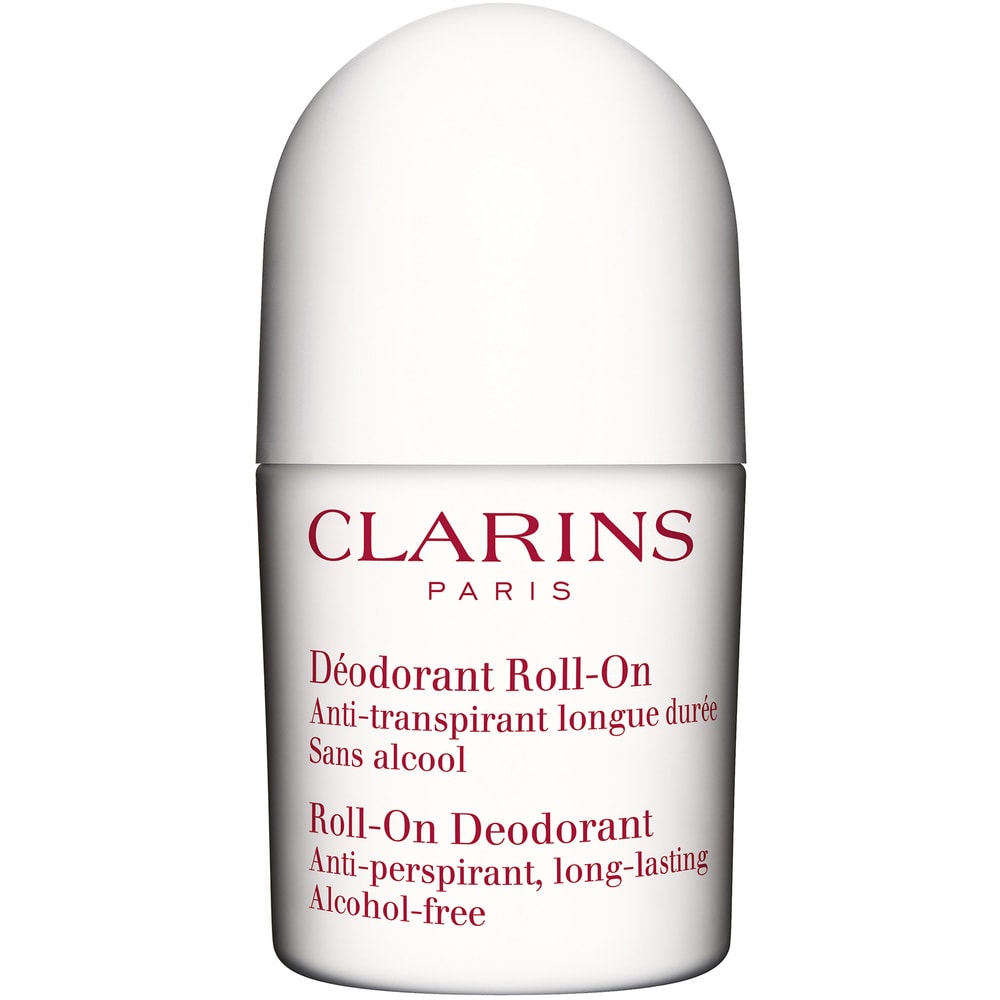 CLARINS
PARIS
Déodorant Roll-On
Anti-transpirant longue durée
Sans alcool
Roll-On Deodorant
Anti-perspirant, long-lasting
Alcohol-free